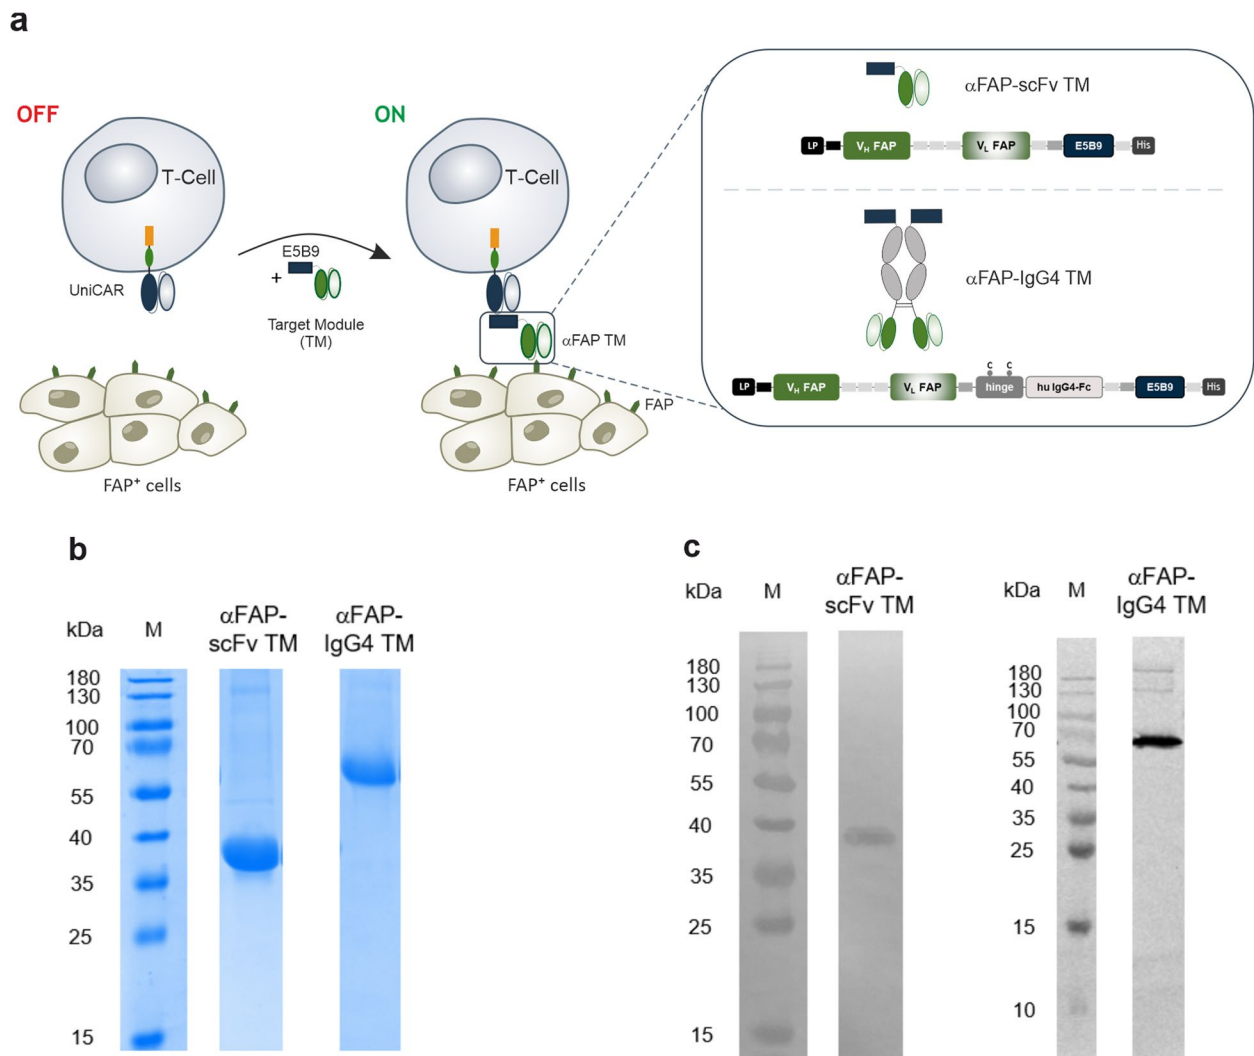 a
OFF
T-Cell
UniCAR
FAP⁺ cells
E5B9
+
Target Module
(TM)
ON
T-Cell
αFAP TM
FAP
FAP⁺ cells
αFAP-scFv TM
LP V_H FAP V_L FAP E5B9 His
αFAP-IgG4 TM
C C
LP V_H FAP V_L FAP hinge hu IgG4-Fc E5B9 His
b
kDa M αFAP-
scFv TM αFAP-
IgG4 TM
180
130
100
70
55
40
35
25
15
c
kDa M αFAP-
scFv TM
180
130
100
70
55
40
35
25
15
kDa M αFAP-
IgG4 TM
180
130
100
70
55
40
35
25
15
10